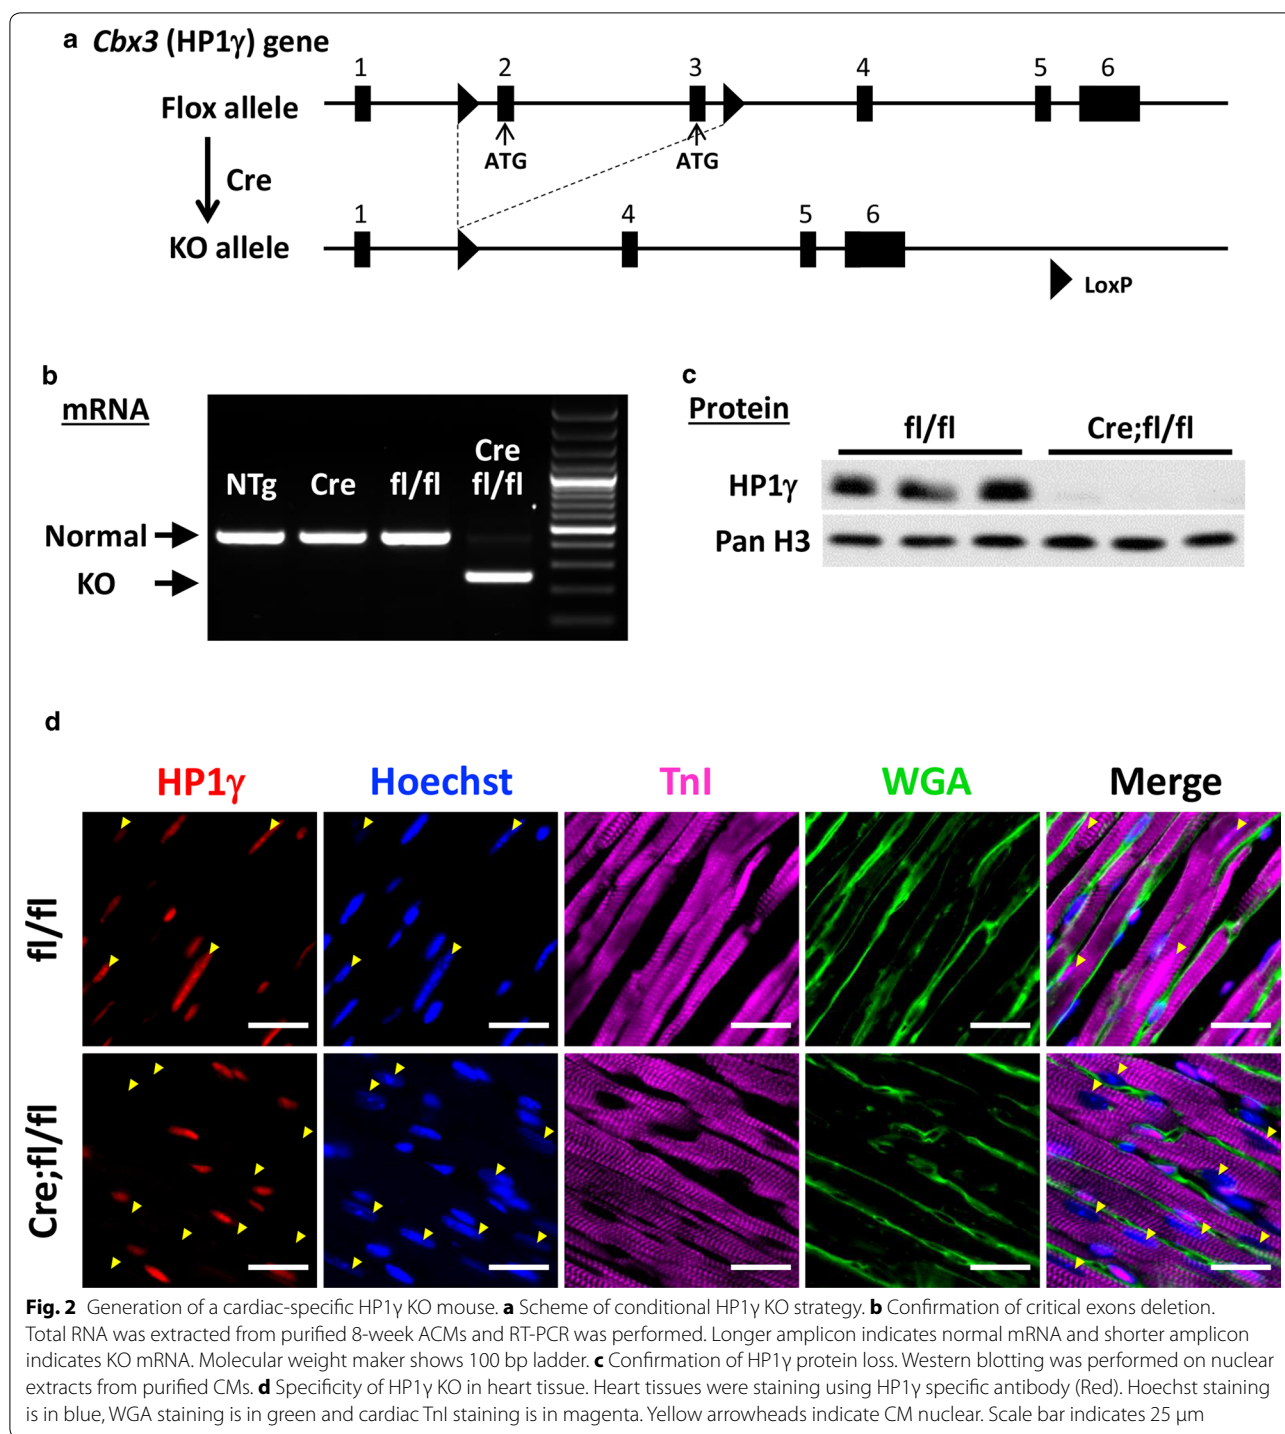 a Cbx3 (HP1γ) gene
1 2 3 4 5 6
Flox allele
ATG ATG
Cre
1 4 5 6
KO allele
LoxP
b
mRNA
NTg Cre fl/fl Cre fl/fl
Normal
KO
c
Protein
fl/fl Cre;fl/fl
HP1γ
Pan H3
d
HP1γ Hoechst TnI WGA Merge
fl/fl
Cre;fl/fl
Fig. 2 Generation of a cardiac-specific HP1γ KO mouse. a Scheme of conditional HP1γ KO strategy. b Confirmation of critical exons deletion.
Total RNA was extracted from purified 8-week ACMs and RT-PCR was performed. Longer amplicon indicates normal mRNA and shorter amplicon
indicates KO mRNA. Molecular weight maker shows 100 bp ladder. c Confirmation of HP1γ protein loss. Western blotting was performed on nuclear
extracts from purified CMs. d Specificity of HP1γ KO in heart tissue. Heart tissues were staining using HP1γ specific antibody (Red). Hoechst staining
is in blue, WGA staining is in green and cardiac TnI staining is in magenta. Yellow arrowheads indicate CM nuclear. Scale bar indicates 25 μm